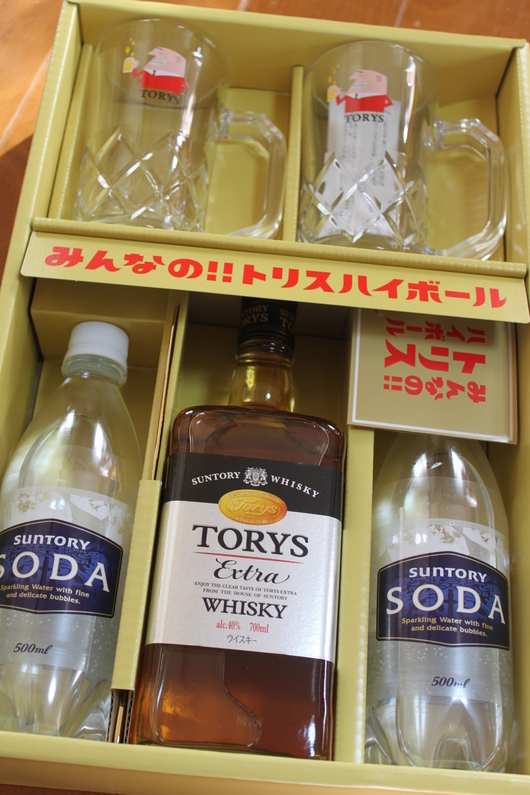 TORYS
TORYS
みんなの!!トリスハイボール
SUNTORY
TORYS
みんなの!!
トリス
ハイボール
SUNTORY WHISKY
Torys
TORYS
Extra
ENJOY THE CLEAR TASTE OF TORYS EXTRA
FROM THE HOUSE OF SUNTORY
WHISKY
alc.40% 700ml
ウイスキー
SUNTORY
SODA
Sparkling Water with fine
and delicate bubbles.
500ml
SUNTORY
SODA
Sparkling Water with fine
and delicate bubbles.
500ml